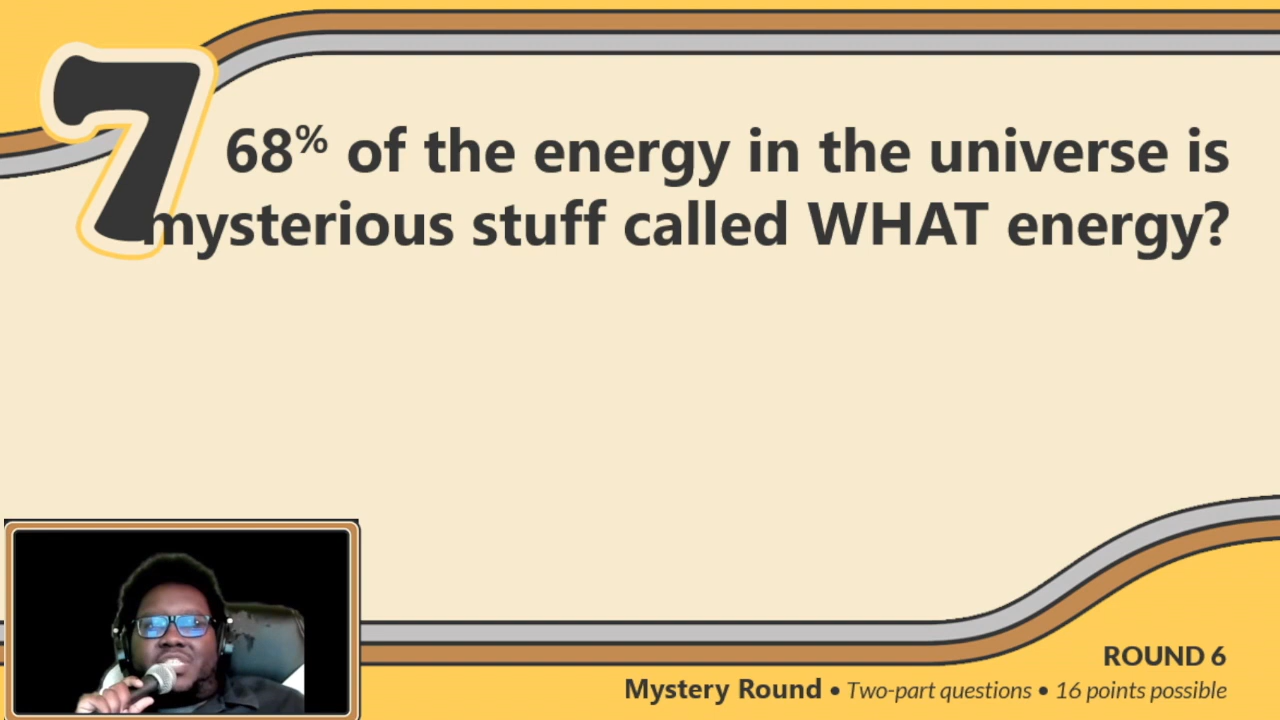 7
68% of the energy in the universe is
mysterious stuff called WHAT energy?
ROUND 6
Mystery Round • Two-part questions • 16 points possible